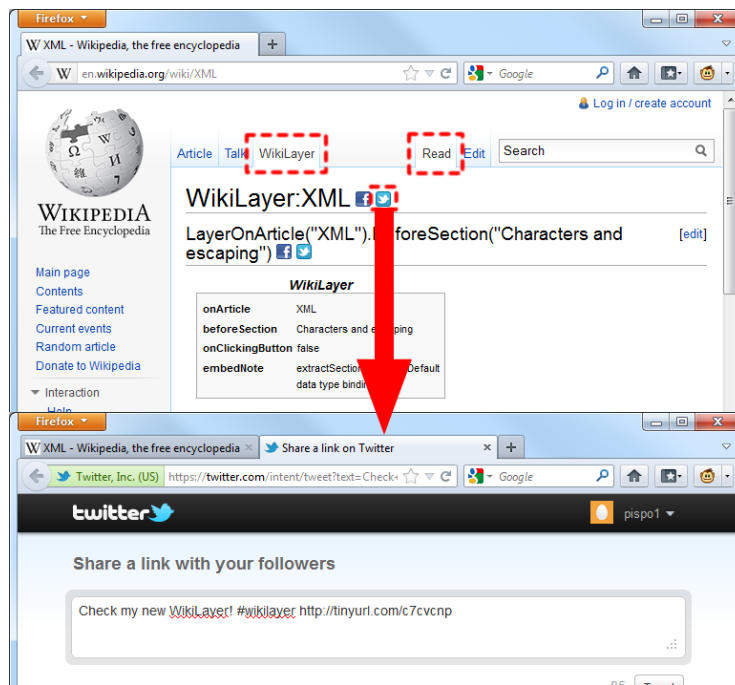 Firefox
XML - Wikipedia, the free encyclopedia
en.wikipedia.org/wiki/XML
Google
Log in / create account
Article Talk WikiLayer Read Edit Search
WIKIPEDIA
The Free Encyclopedia
WikiLayer:XML
LayerOnArticle("XML"). foreSection("Characters and
escaping") [edit]
Main page
Contents
Featured content
Current events
Random article
Donate to Wikipedia
Interaction
Help
WikiLayer
onArticle XML
beforeSection Characters and escaping
onClickingButton false
embedNote extractSection Default
data type bindin
Firefox
XML - Wikipedia, the free encyclopedia
Share a link on Twitter
Twitter, Inc. (US) https://twitter.com/intent/tweet?text=Check+
Google
twitter
pispo1
Share a link with your followers
Check my new WikiLayer! #wikilayer http://tinyurl.com/c7cvcnp